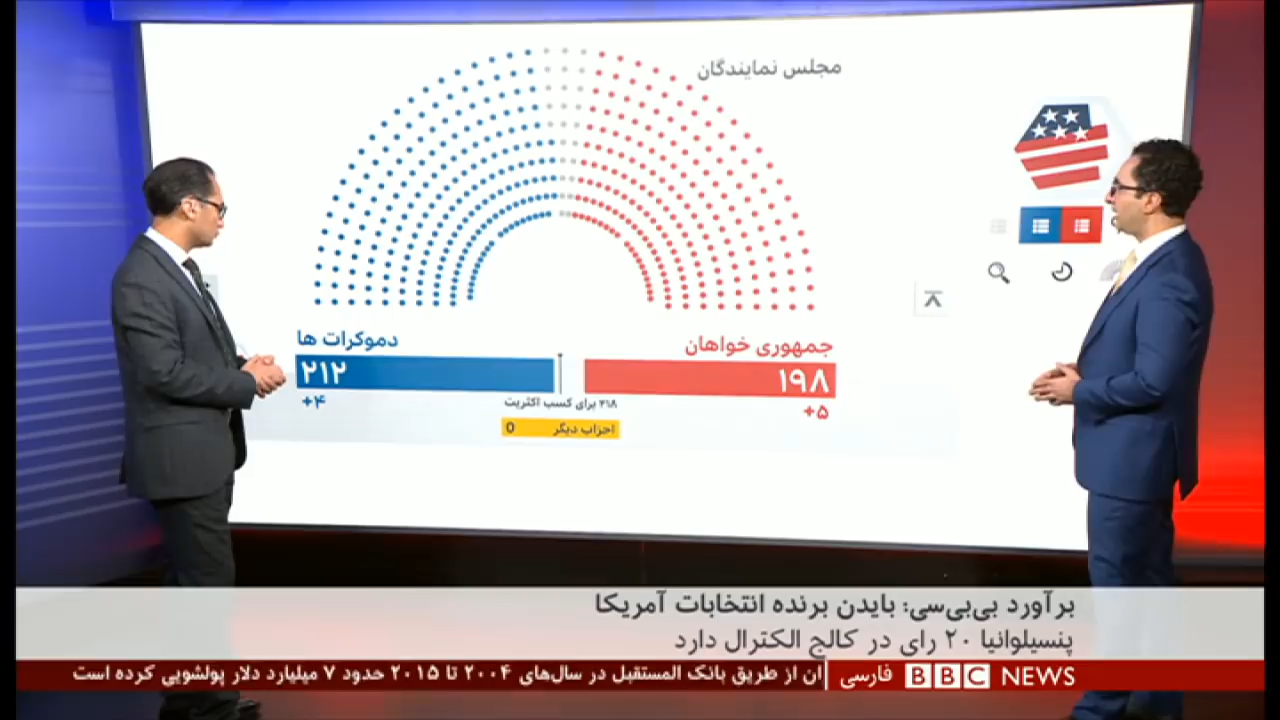 مجلس نمایندگان
دموکرات ها
۲۱۲
+۴
جمهوری خواهان
۱۹۸
+۵
۲۱۸ برای کسب اکثریت
احزاب دیگر 0
برآورد بی‌بی‌سی: بایدن برنده انتخابات آمریکا
پنسیلوانیا ۲۰ رای در کالج الکترال دارد
BBC NEWS فارسی
ان از طریق بانک المستقبل در سال‌های ۲۰۰۴ تا ۲۰۱۵ حدود ۷ میلیارد دلار پولشویی کرده است